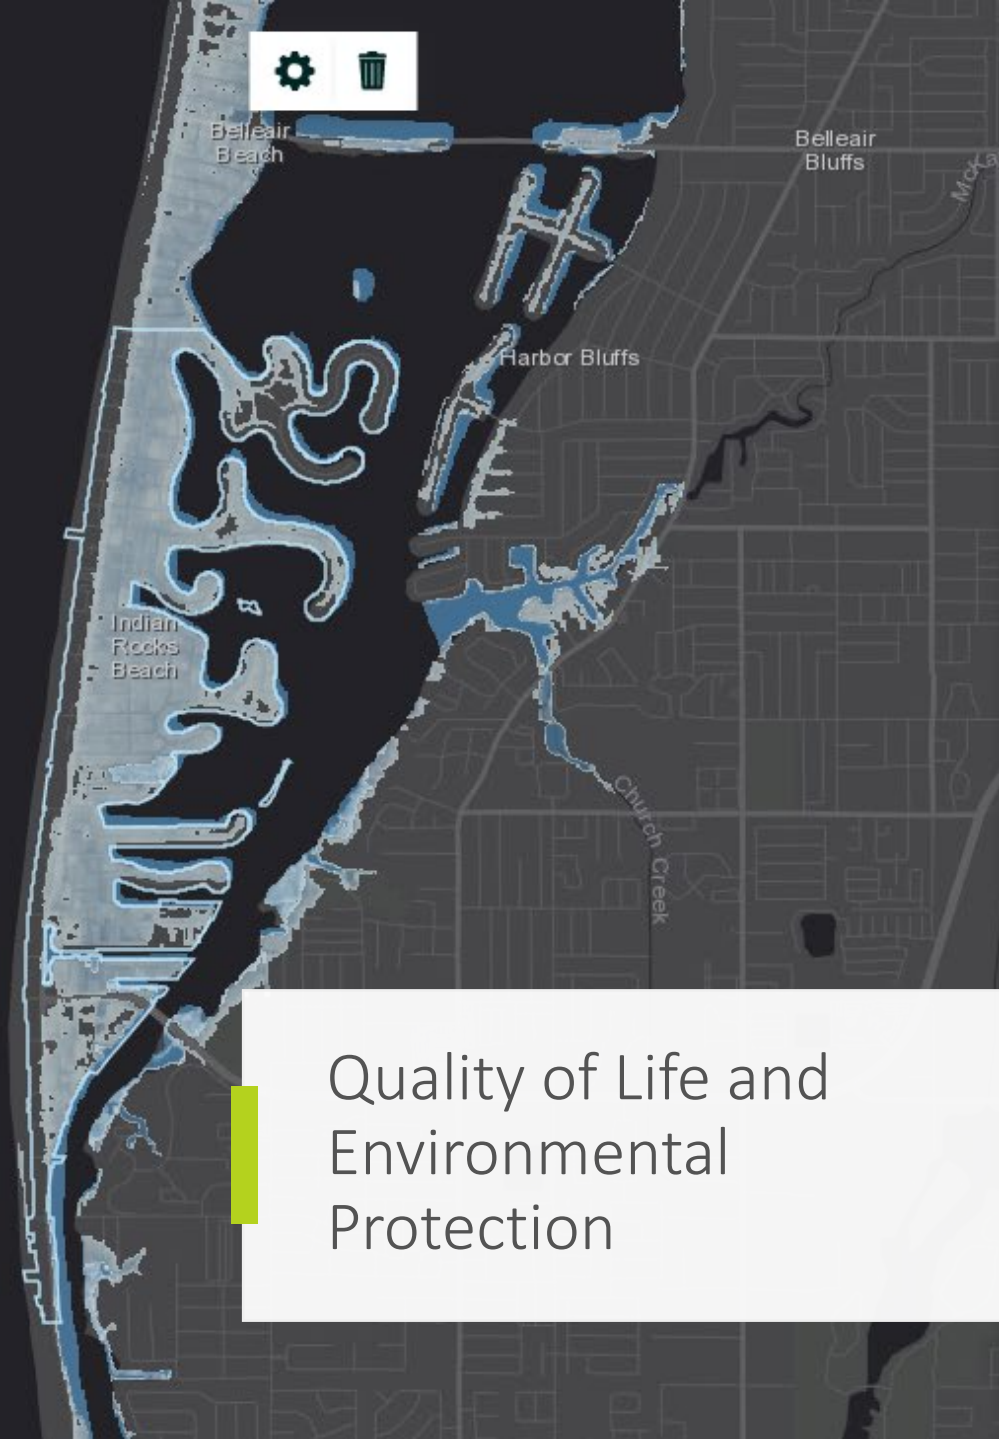 Belleair
Beach
Belleair
Bluffs
Harbor Bluffs
Indian
Rocks
Beach
Church Creek
Quality of Life and
Environmental
Protection